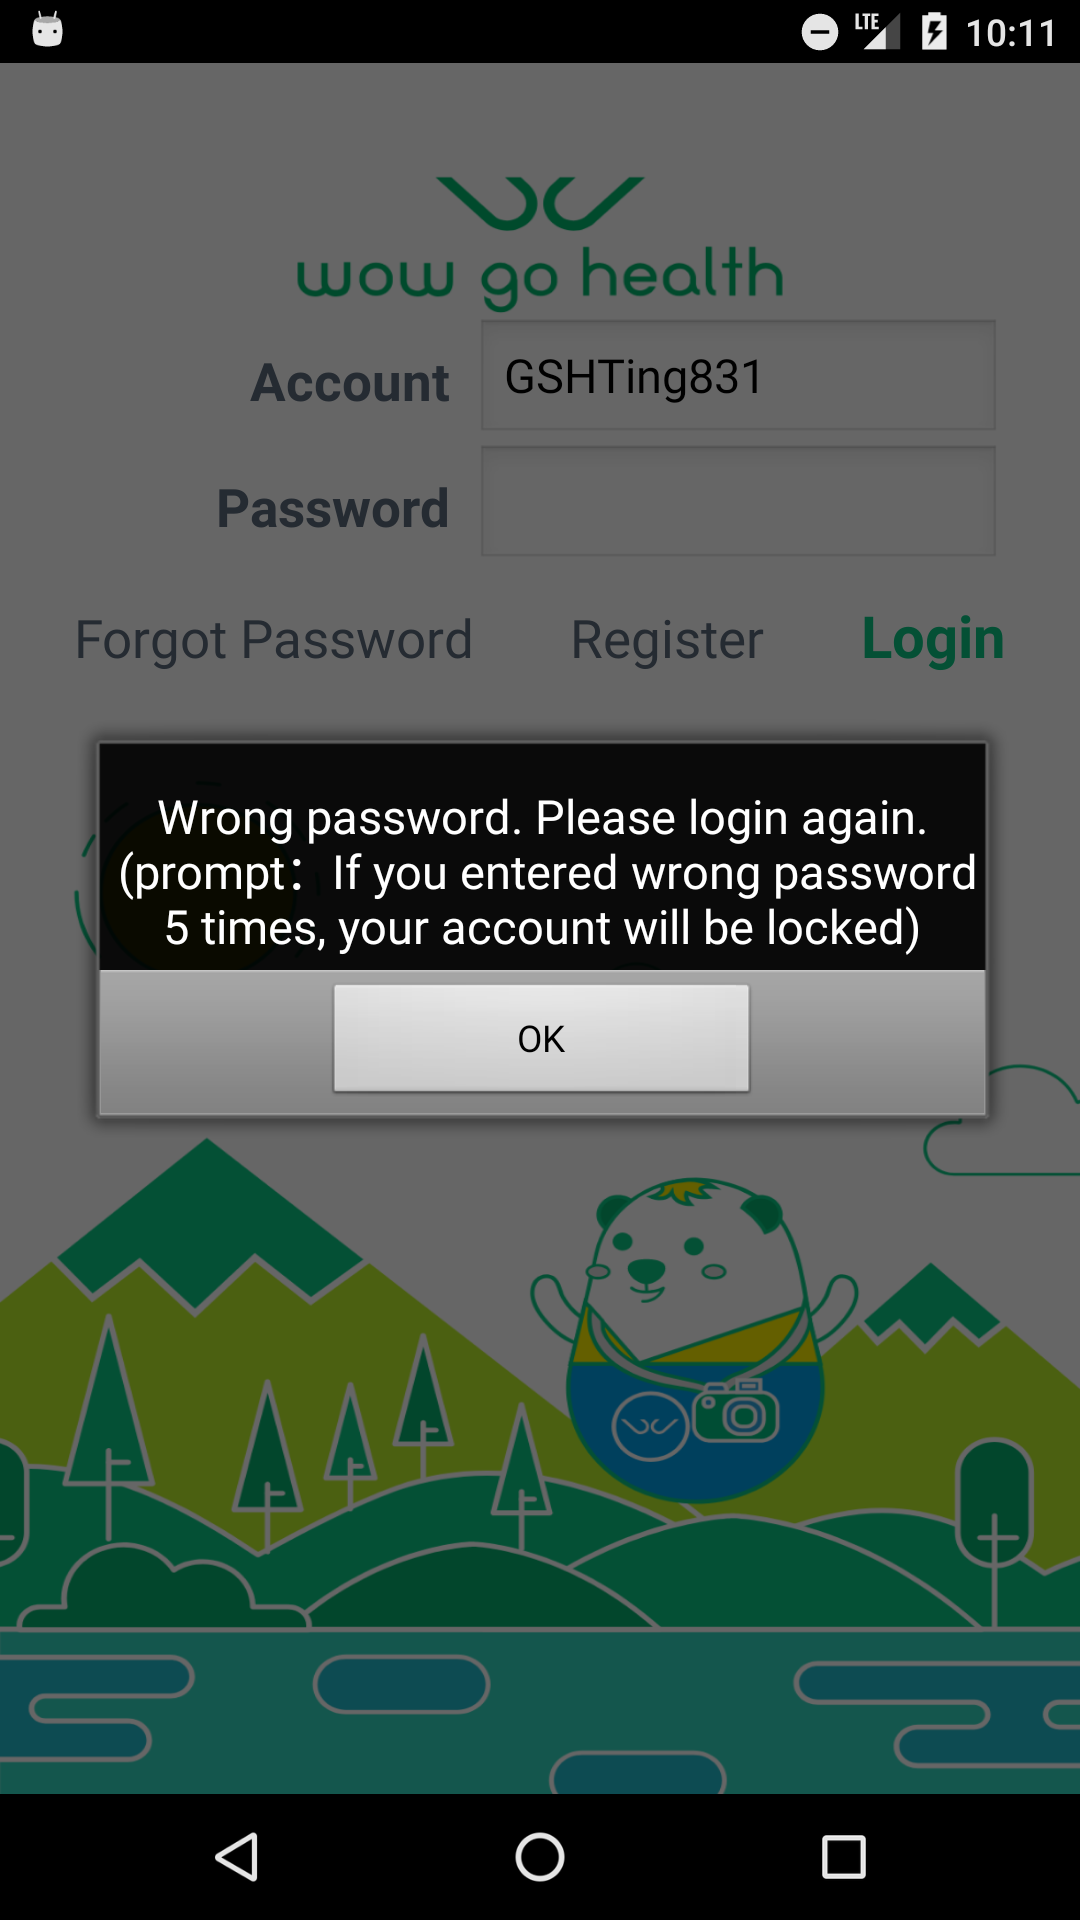 LTE 10:11
wow go health
Account GSHTing831
Password
Forgot Password Register Login
Wrong password. Please login again.
(prompt：If you entered wrong password
5 times, your account will be locked)
OK